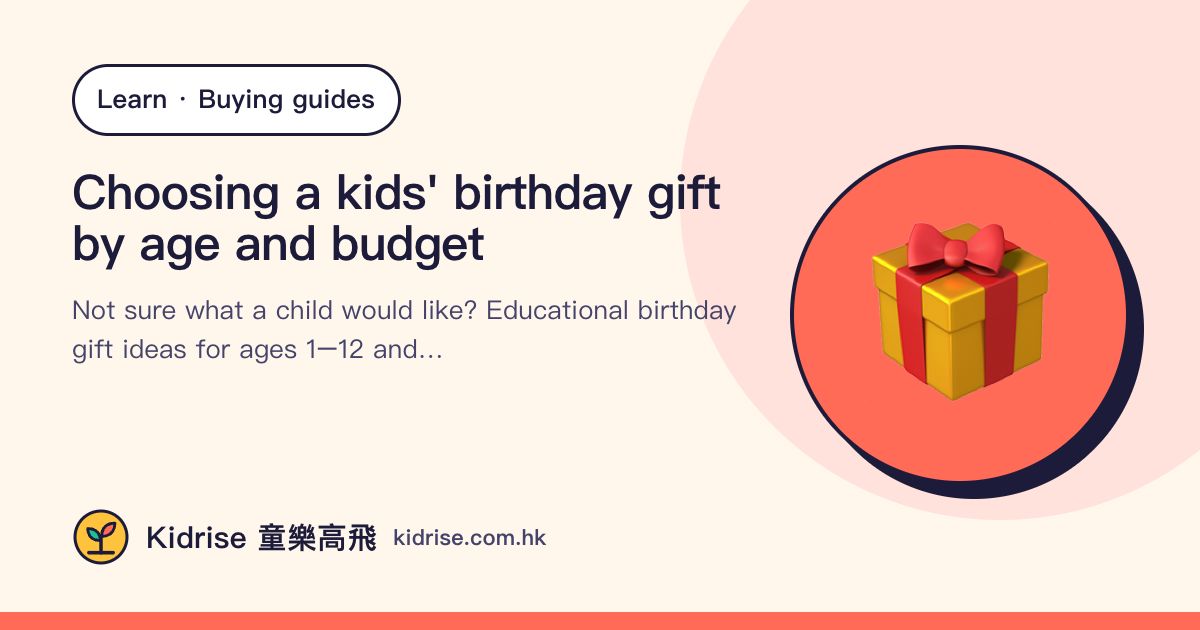 Learn · Buying guides
Choosing a kids' birthday gift
by age and budget
Not sure what a child would like? Educational birthday
gift ideas for ages 1–12 and…
Kidrise 童樂高飛 kidrise.com.hk